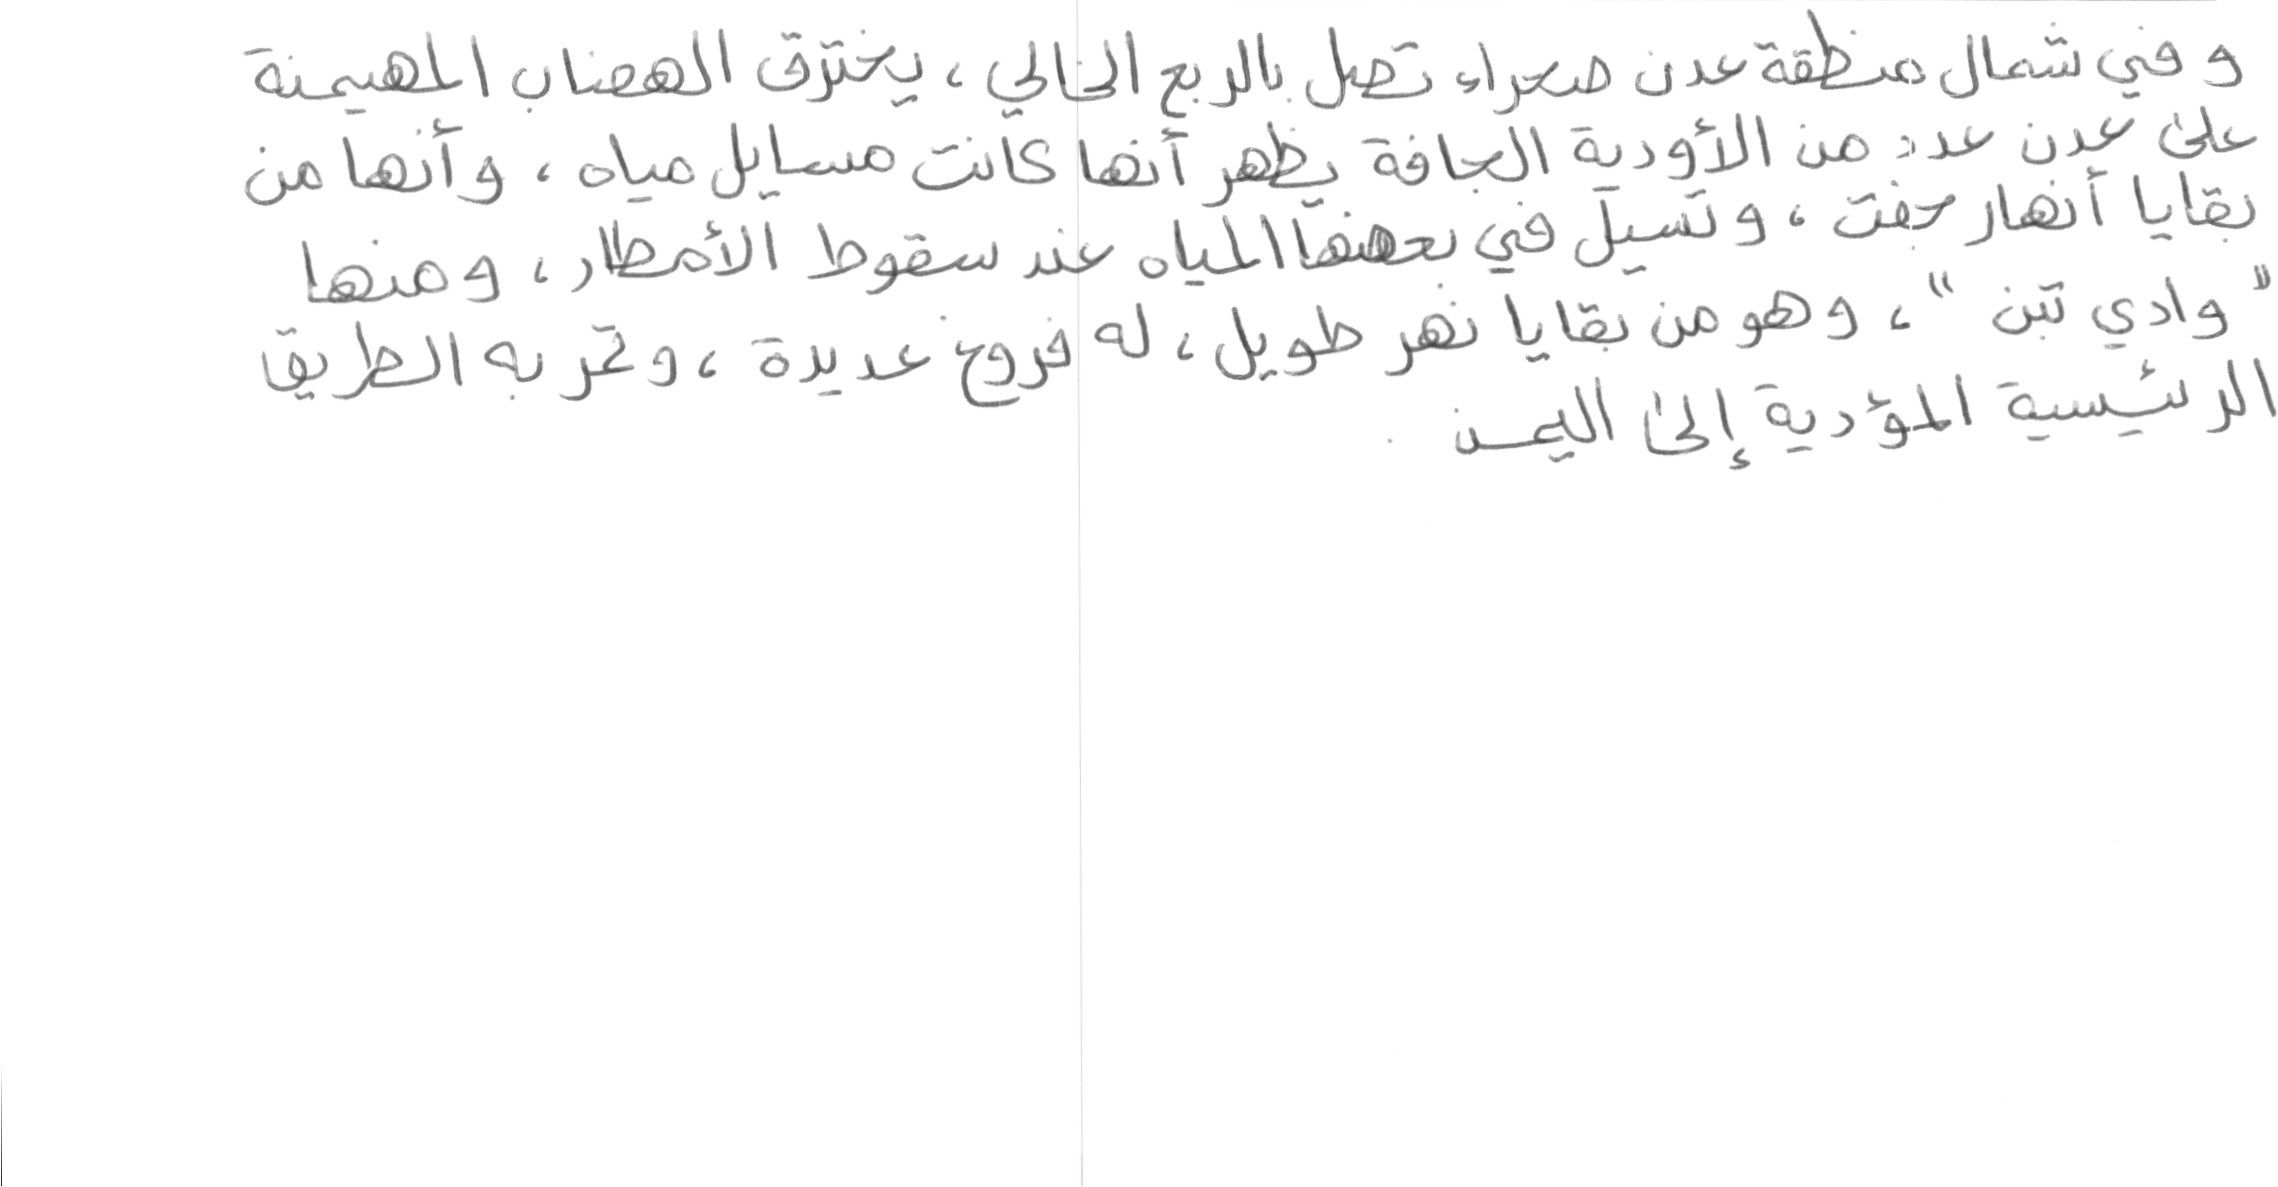 وفي شمال منطقة عدن صحراء تصل بالربع الخالي، يخترق الهضاب المهيمنة
على عدن عدد من الأودية الجافة يظهر أنها كانت مسايل مياه، وأنها من
بقايا أنهار جفت، وتسيل في بعضها المياه عند سقوط الأمطار، ومنها
"وادي تبن"، وهو من بقايا نهر طويل، له فروع عديدة، وتمر به الطريق
الرئيسية المؤدية إلى اليمن.